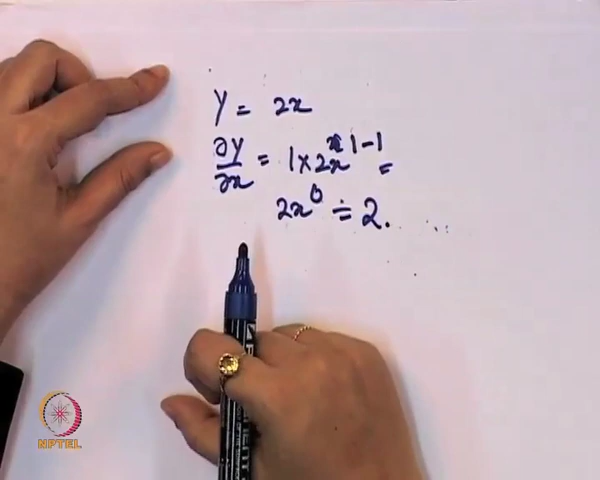 y = 2x
∂y/∂x = 1 × 2x^1-1 =
2x^0 = 2.
NPTEL